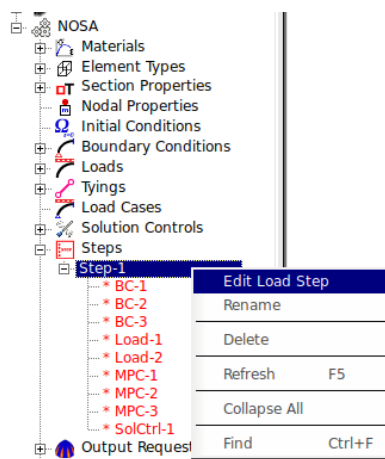 NOSA
Materials
Element Types
Section Properties
Nodal Properties
Initial Conditions
Boundary Conditions
Loads
Tyings
Load Cases
Solution Controls
Steps
Step-1
* BC-1
* BC-2
* BC-3
* Load-1
* Load-2
* MPC-1
* MPC-2
* MPC-3
* SolCtrl-1
Output Request
Edit Load Step
Rename
Delete
Refresh F5
Collapse All
Find Ctrl+F